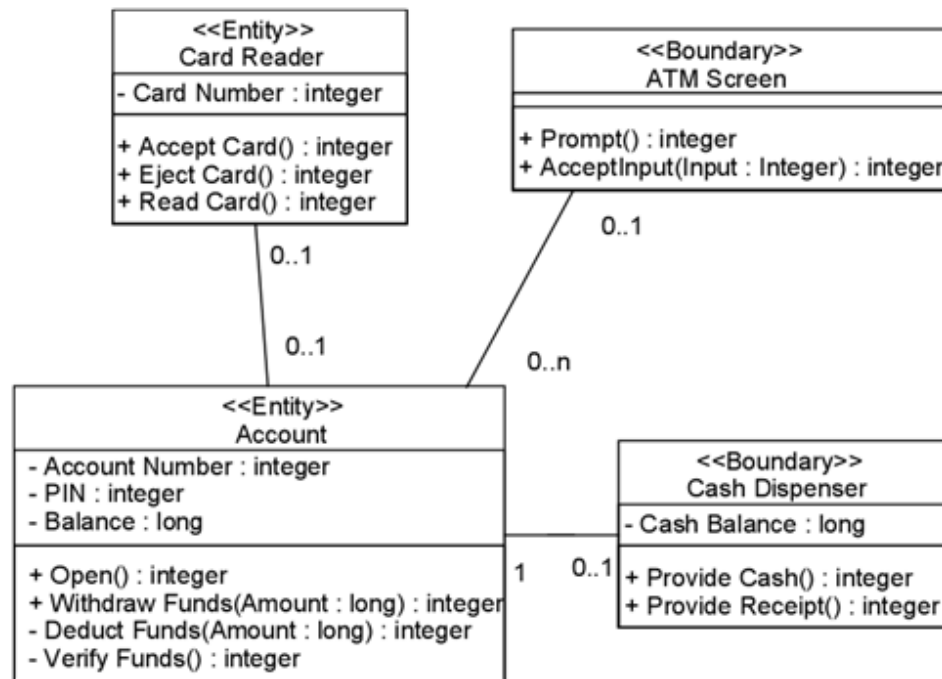 <<Entity>>
Card Reader
- Card Number : integer
+ Accept Card() : integer
+ Eject Card() : integer
+ Read Card() : integer
<<Boundary>>
ATM Screen
+ Prompt() : integer
+ AcceptInput(Input : Integer) : integer
0..1
0..1
0..1
0..n
<<Entity>>
Account
- Account Number : integer
- PIN : integer
- Balance : long
+ Open() : integer
+ Withdraw Funds(Amount : long) : integer
- Deduct Funds(Amount : long) : integer
- Verify Funds() : integer
1
0..1
<<Boundary>>
Cash Dispenser
- Cash Balance : long
+ Provide Cash() : integer
+ Provide Receipt() : integer